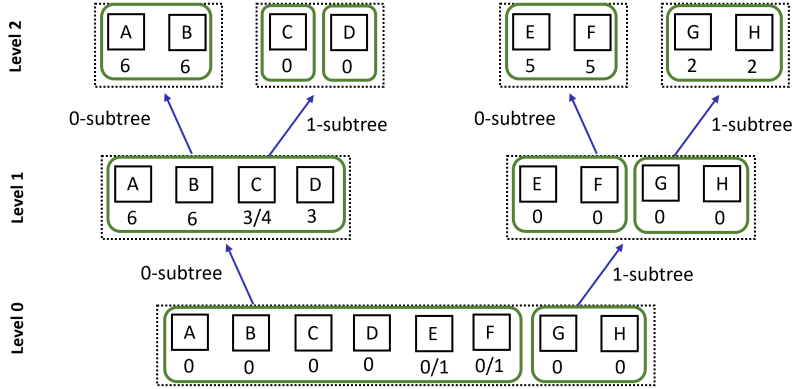 Level 2
A B C D E F G H
6 6 0 0 5 5 2 2
0-subtree 1-subtree 0-subtree 1-subtree
Level 1
A B C D E F G H
6 6 3/4 3 0 0 0 0
0-subtree 1-subtree
Level 0
A B C D E F G H
0 0 0 0 0/1 0/1 0 0